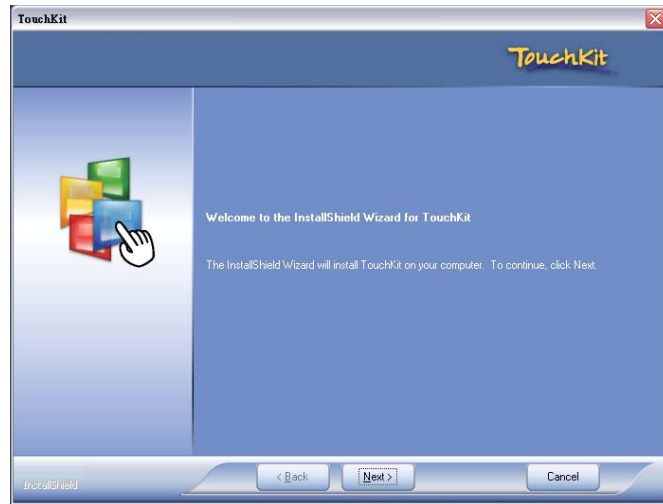 TouchKit
TouchKit
Welcome to the InstallShield Wizard for TouchKit
The InstallShield Wizard will install TouchKit on your computer. To continue, click Next.
InstallShield
< Back
Next >
Cancel